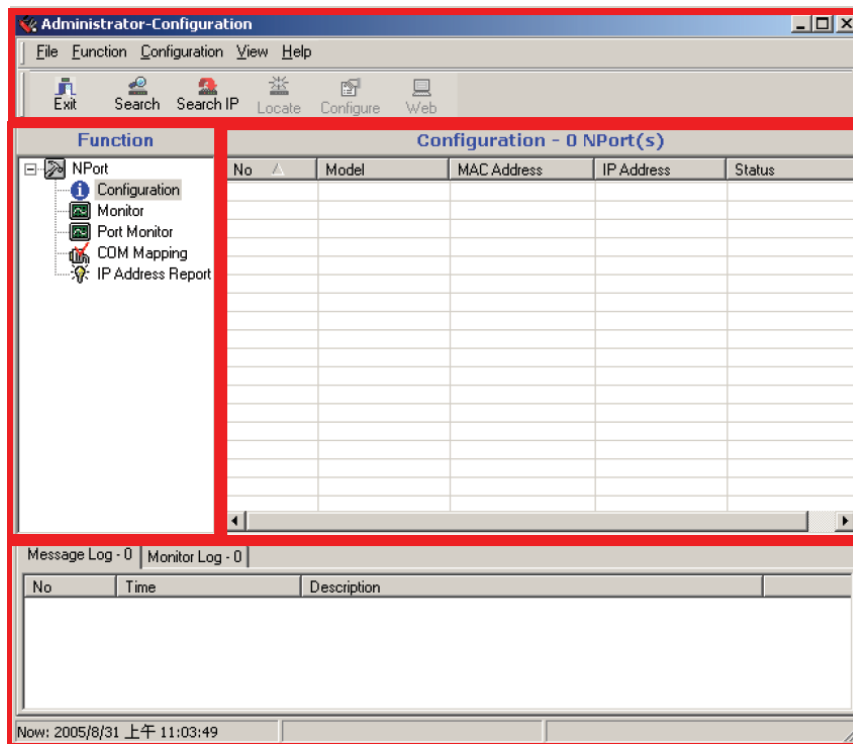 Administrator-Configuration
File Function Configuration View Help
Exit Search Search IP Locate Configure Web
Function
NPort
Configuration
Monitor
Port Monitor
COM Mapping
IP Address Report
Configuration - 0 NPort(s)
No Model MAC Address IP Address Status
Message Log - 0 Monitor Log - 0
No Time Description
Now: 2005/8/31 上午 11:03:49